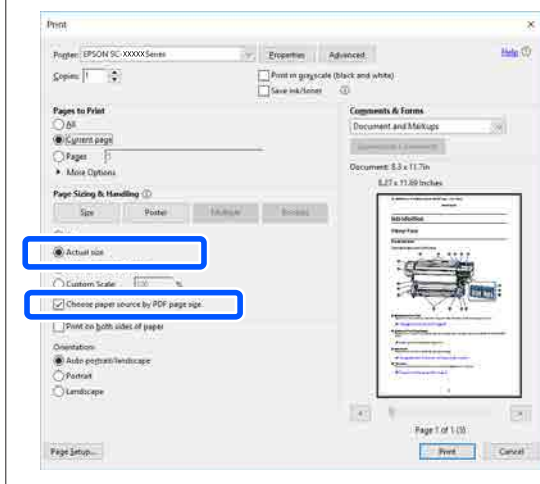 Print
Printer: EPSON SC-XXXXX Series
Properties
Advanced
Help
Copies: 1
Print in grayscale (black and white)
Save ink/toner
Pages to Print
All
Current page
Pages
More Options
Page Sizing & Handling
Size
Poster
Multiple
Booklet
Actual size
Custom Scale: 100 %
Choose paper source by PDF page size
Print on both sides of paper
Orientation:
Auto portrait/landscape
Portrait
Landscape
Comments & Forms
Document and Markups
Summarize Comments
Document: 8.3 x 11.7in
8.27 x 11.69 Inches
Introduction
Printer Parts
<
>
Page 1 of 1 (3)
Page Setup...
Print
Cancel